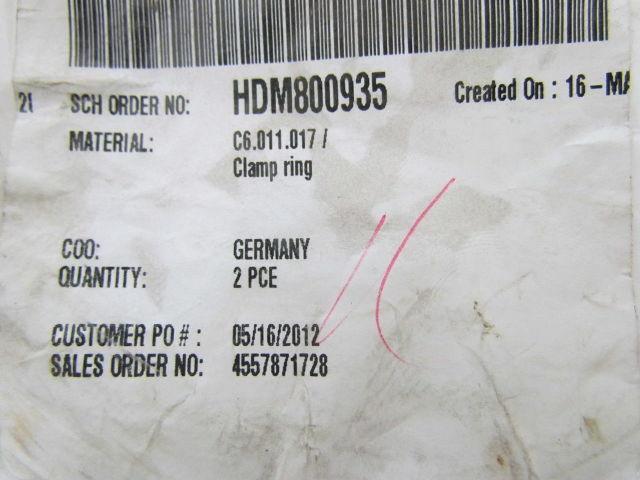 21 SCH ORDER NO: HDM800935 Created On : 16-MA
MATERIAL: C6.011.017 /
Clamp ring
COO: GERMANY
QUANTITY: 2 PCE
CUSTOMER PO # : 05/16/2012
SALES ORDER NO: 4557871728